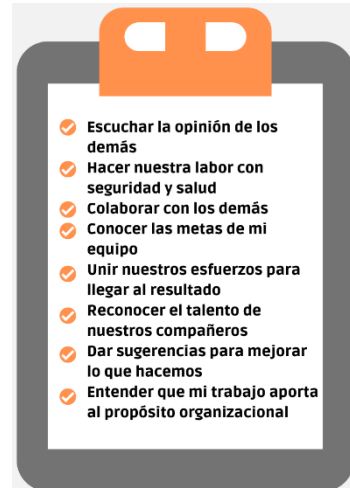 Escuchar la opinión de los
demás
Hacer nuestra labor con
seguridad y salud
Colaborar con los demás
Conocer las metas de mi
equipo
Unir nuestros esfuerzos para
llegar al resultado
Reconocer el talento de
nuestros compañeros
Dar sugerencias para mejorar
lo que hacemos
Entender que mi trabajo aporta
al propósito organizacional